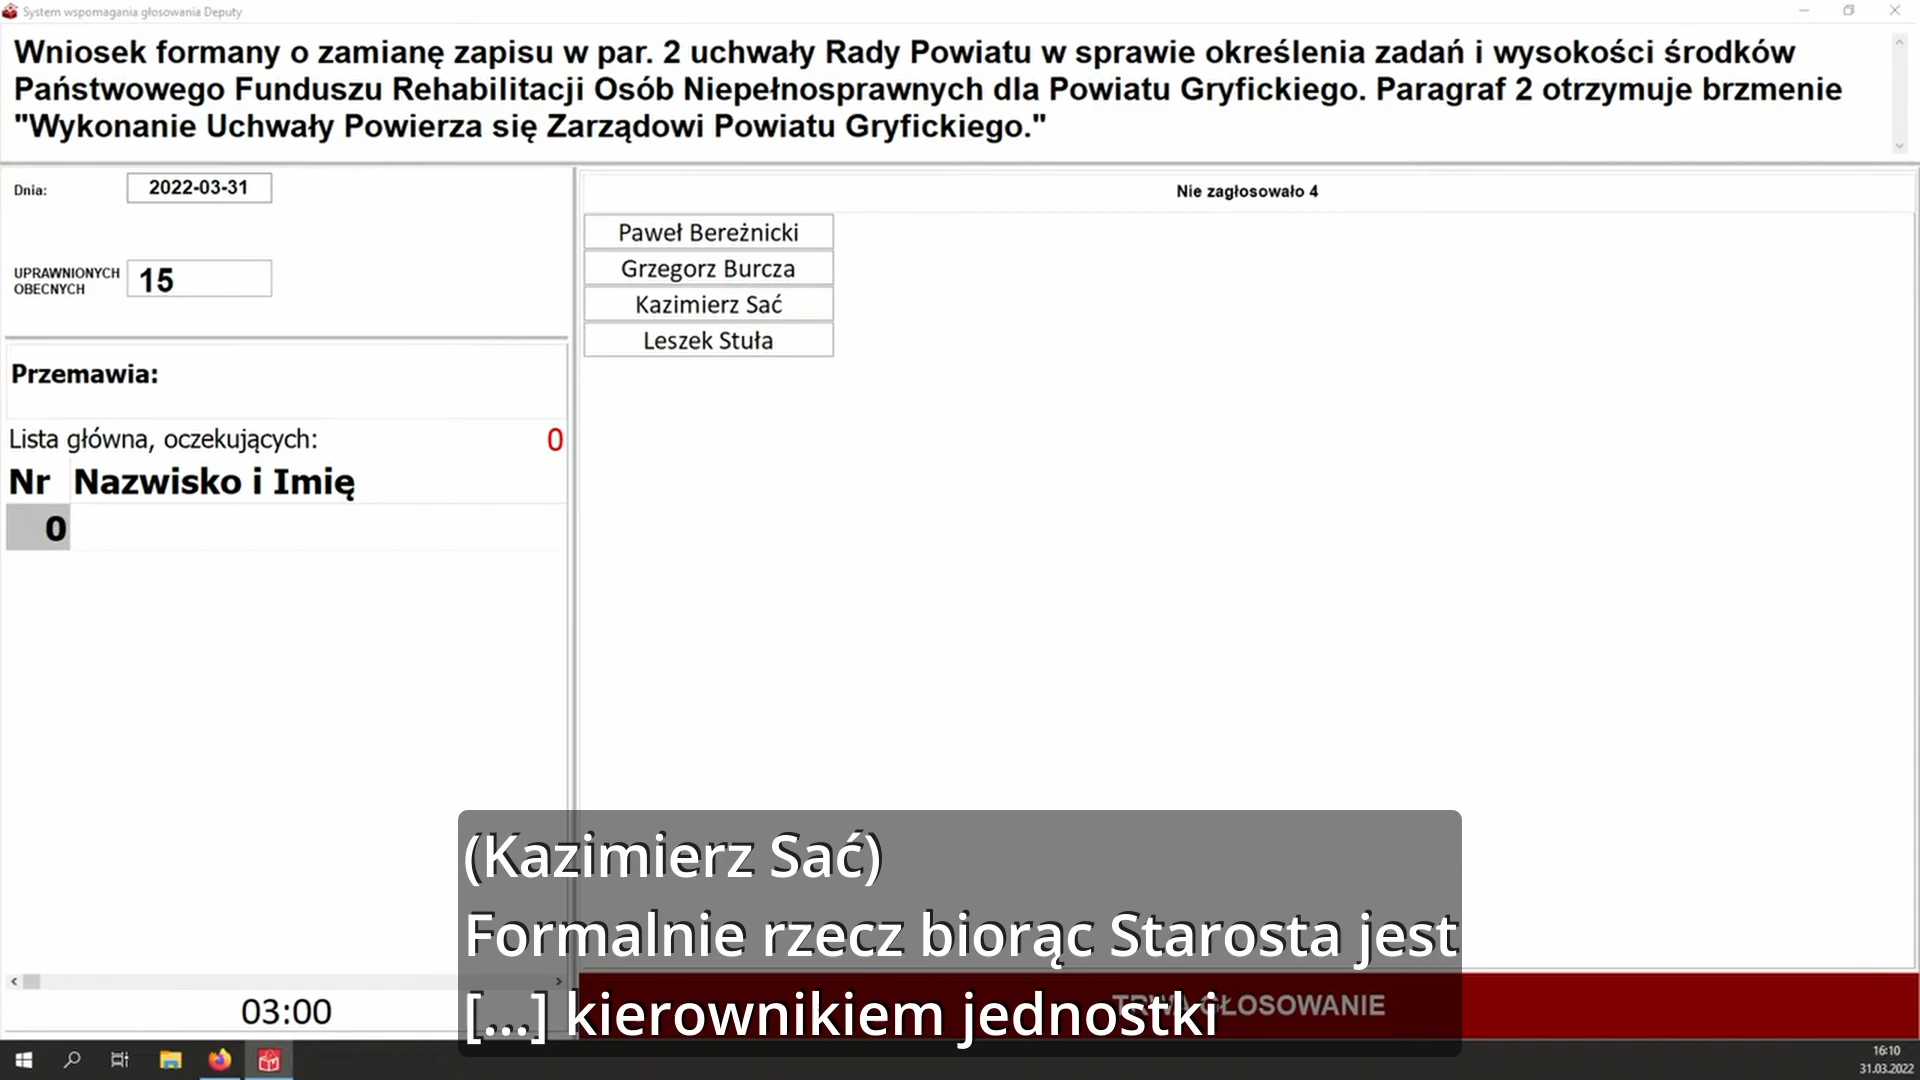 System wspomagania głosowania Deputy
Wniosek formany o zamianę zapisu w par. 2 uchwały Rady Powiatu w sprawie określenia zadań i wysokości środków
Państwowego Funduszu Rehabilitacji Osób Niepełnosprawnych dla Powiatu Gryfickiego. Paragraf 2 otrzymuje brzmenie
"Wykonanie Uchwały Powierza się Zarządowi Powiatu Gryfickiego."
Dnia: 2022-03-31
UPRAWNIONYCH
OBECNYCH
15
Przemawia:
Lista główna, oczekujących: 0
Nr Nazwisko i Imię
0
03:00
Nie zagłosowało 4
Paweł Bereżnicki
Grzegorz Burcza
Kazimierz Sać
Leszek Stuła
TRWA GŁOSOWANIE
(Kazimierz Sać)
Formalnie rzecz biorąc Starosta jest
[...] kierownikiem jednostki
16:10
31.03.2022